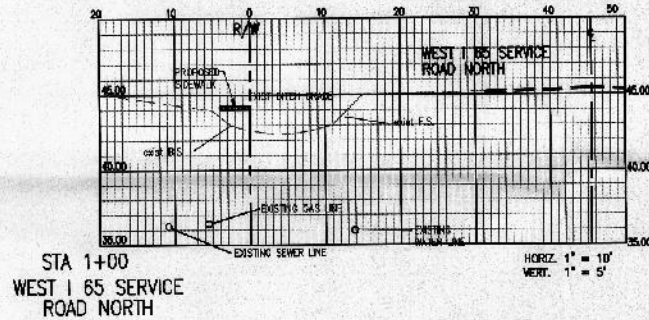 20 10 0 10 20 30 40 50
R/W
WEST I 65 SERVICE
ROAD NORTH
PROPOSED
SIDEWALK
EXIST DITCH GRADE
45.00 45.00
exist B.S.
exist F.S.
40.00 40.00
EXISTING GAS LINE
EXISTING
WATER LINE
35.00 35.00
EXISTING SEWER LINE
STA 1+00
WEST I 65 SERVICE
ROAD NORTH
HORIZ. 1" = 10'
VERT. 1" = 5'